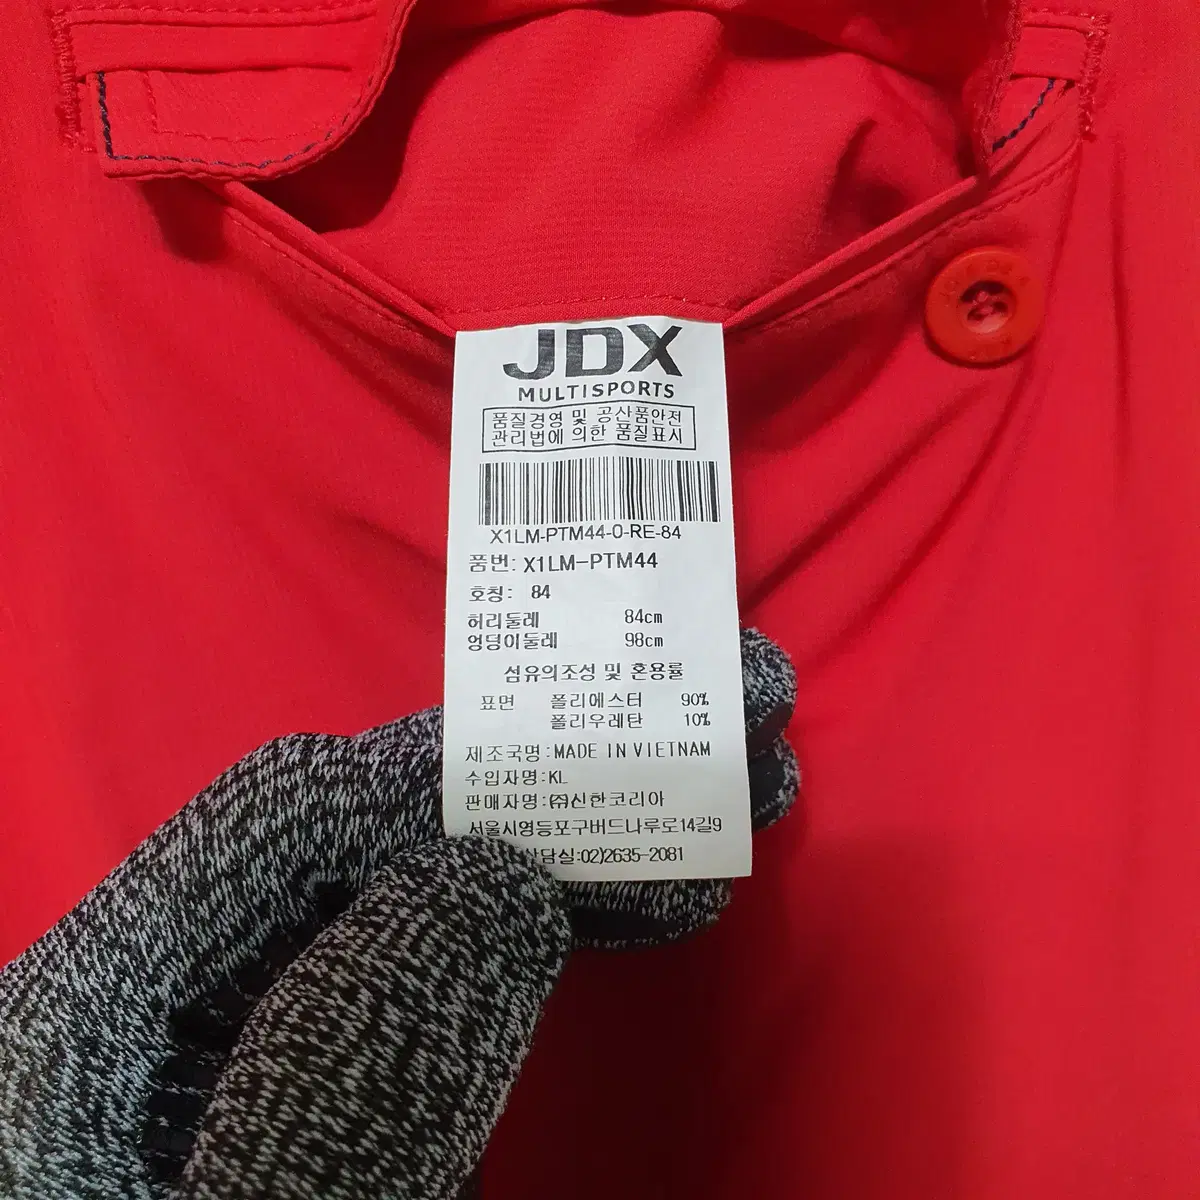 JDX
MULTISPORTS
품질경영 및 공산품안전
관리법에 의한 품질표시
X1LM-PTM44-0-RE-84
품번: X1LM-PTM44
호칭: 84
허리둘레 84cm
엉덩이둘레 98cm
섬유의조성 및 혼용률
표면 폴리에스터 90%
폴리우레탄 10%
제조국명:MADE IN VIETNAM
수입자명:KL
판매자명:㈜신한코리아
서울시영등포구버드나루로14길9
상담실:02)2635-2081